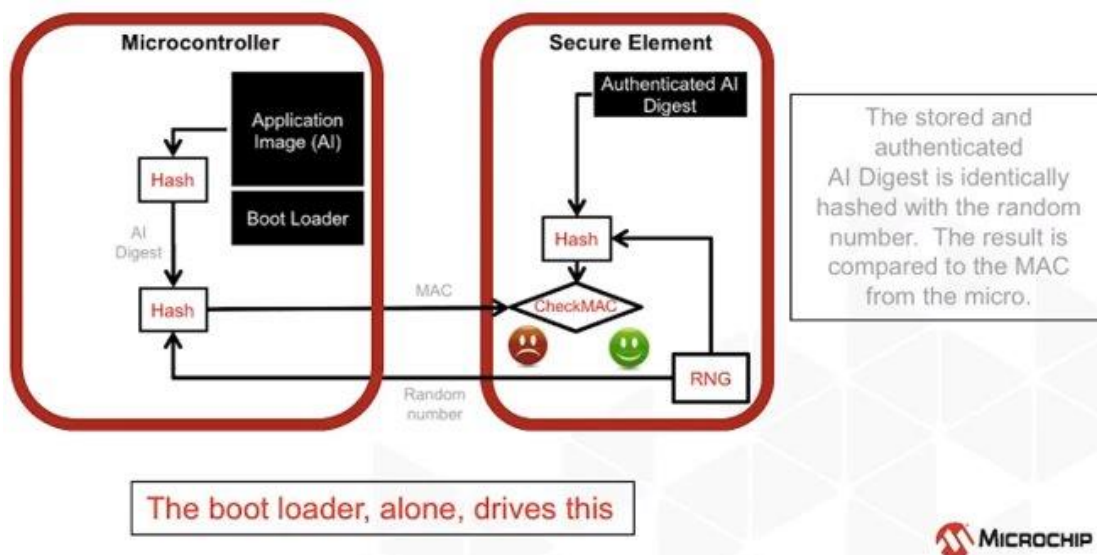 Microcontroller
Application
Image (AI)
Hash
Boot Loader
AI
Digest
Hash
MAC
Random
number
Secure Element
Authenticated AI
Digest
Hash
CheckMAC
RNG
The stored and
authenticated
AI Digest is identically
hashed with the random
number. The result is
compared to the MAC
from the micro.
The boot loader, alone, drives this
MICROCHIP